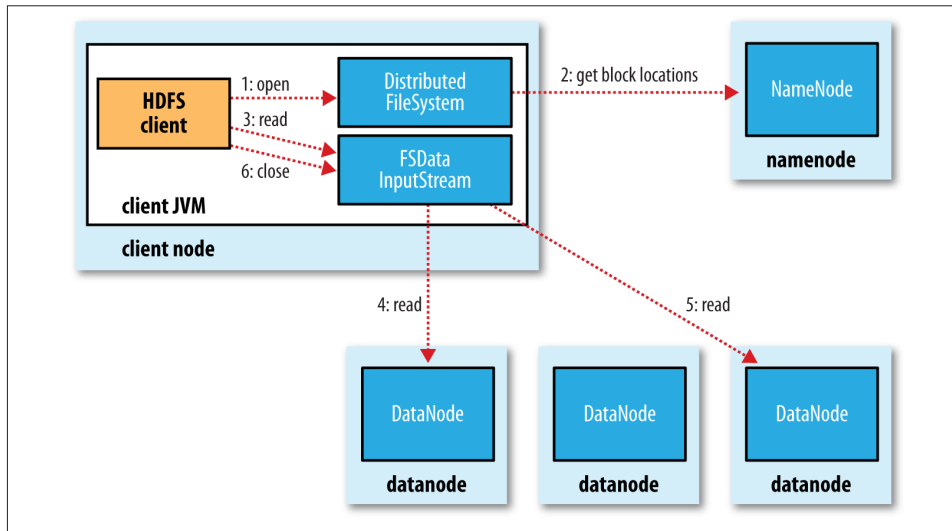 1: open
Distributed
FileSystem
2: get block locations
NameNode
HDFS
client
3: read
6: close
FSData
InputStream
namenode
client JVM
client node
4: read
5: read
DataNode
DataNode
DataNode
datanode
datanode
datanode